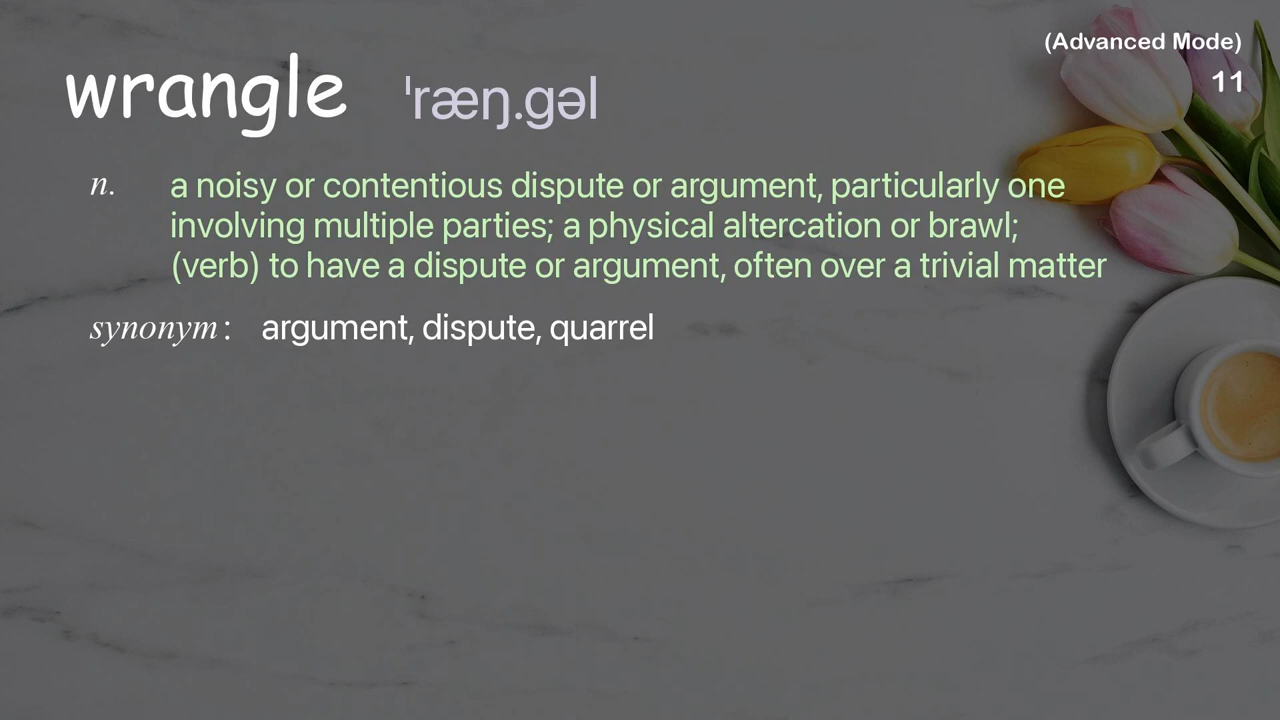 (Advanced Mode)
11
wrangle ˈræŋ.gəl
n. a noisy or contentious dispute or argument, particularly one
involving multiple parties; a physical altercation or brawl;
(verb) to have a dispute or argument, often over a trivial matter
synonym: argument, dispute, quarrel